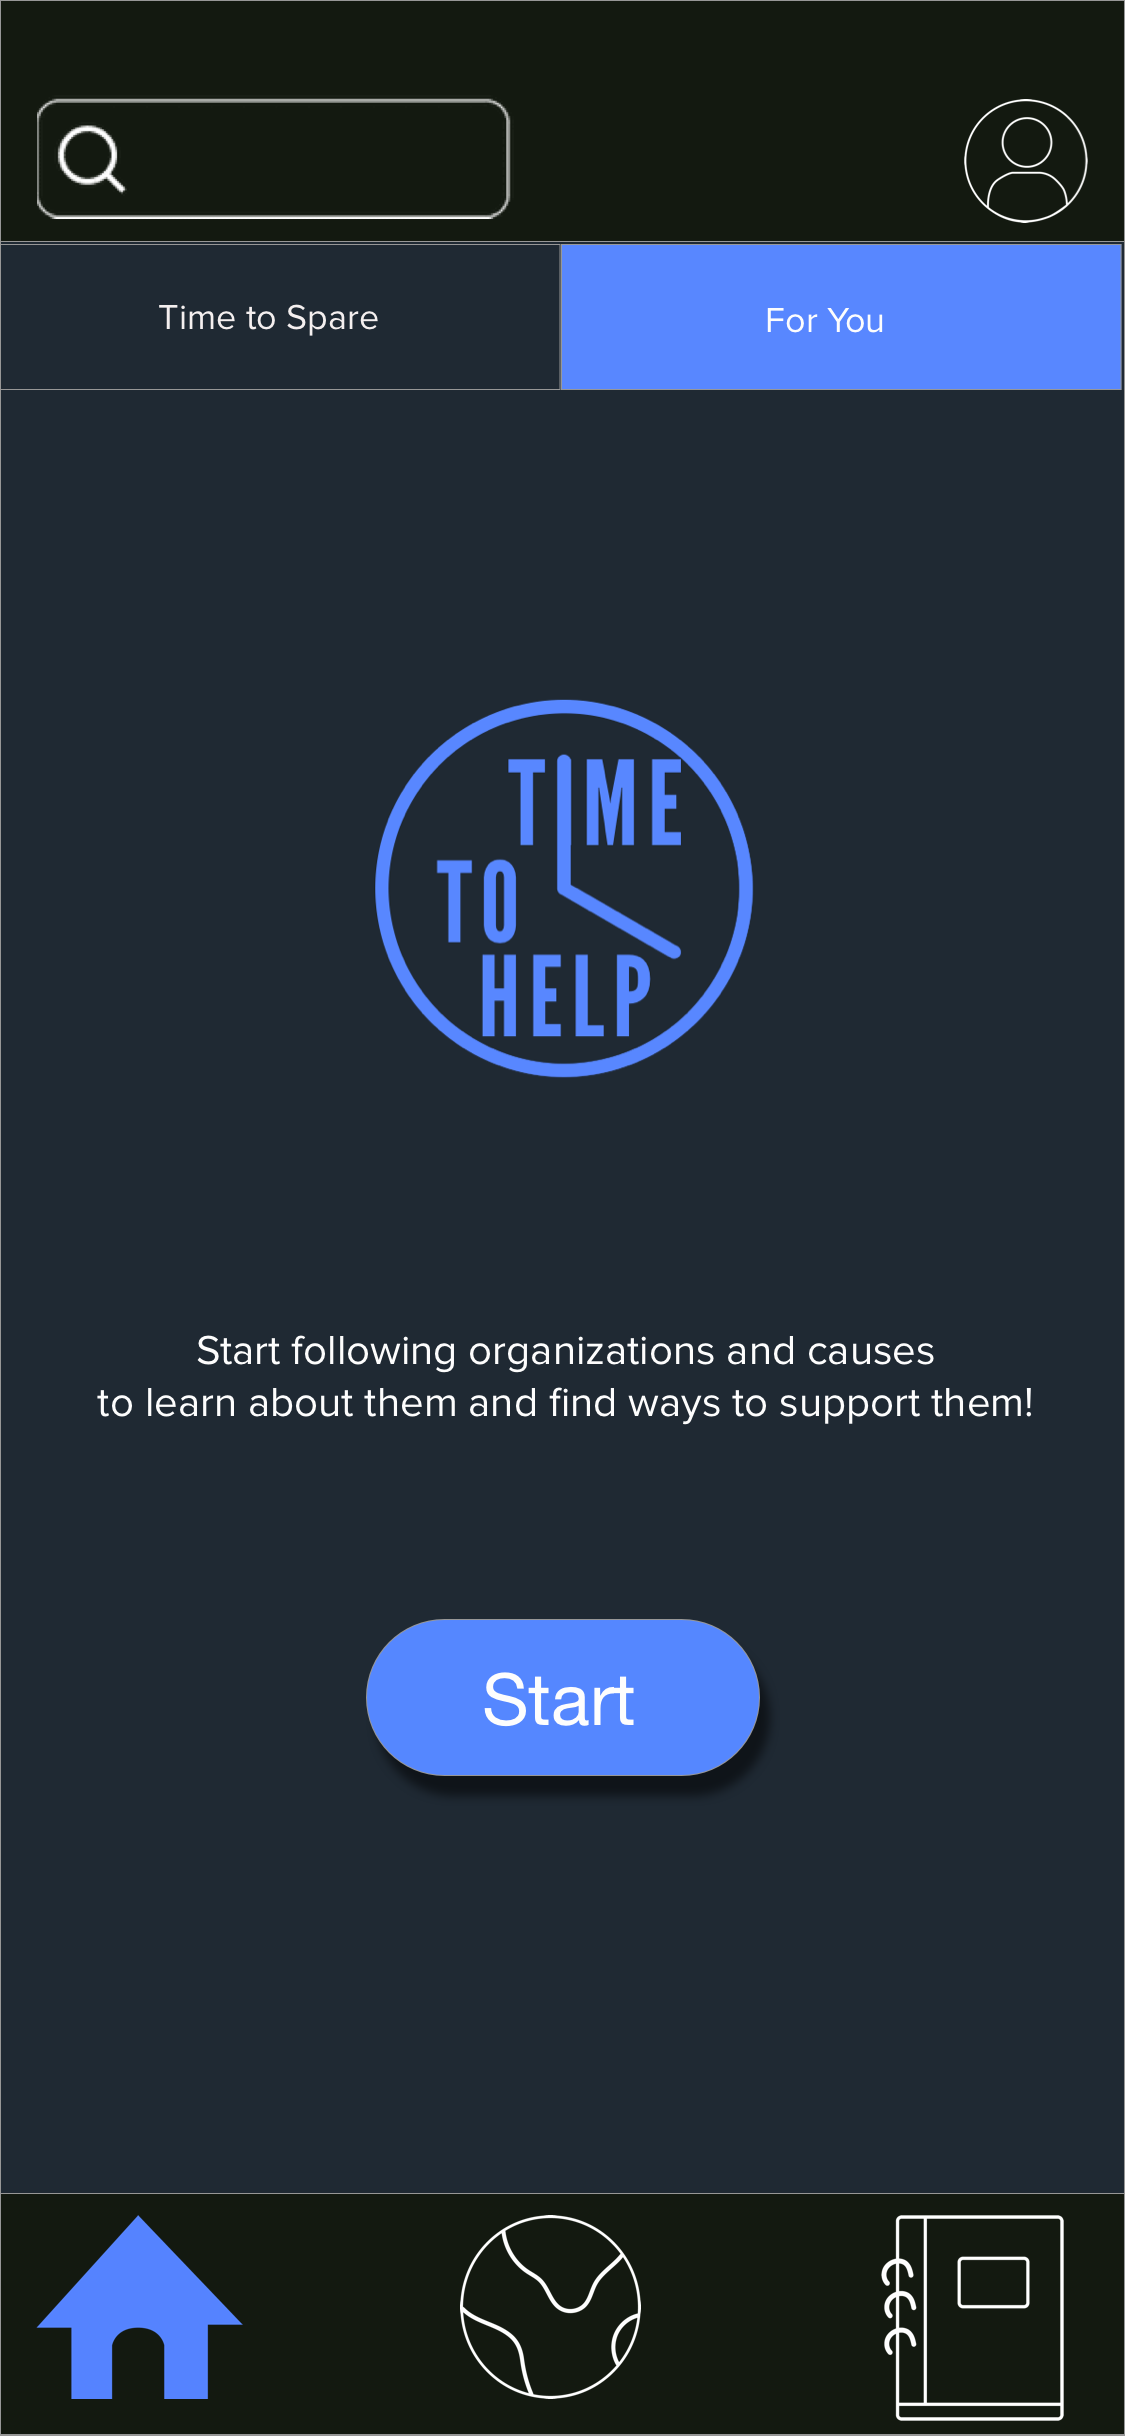 Time to Spare
For You
TIME
TO
HELP
Start following organizations and causes
to learn about them and find ways to support them!
Start